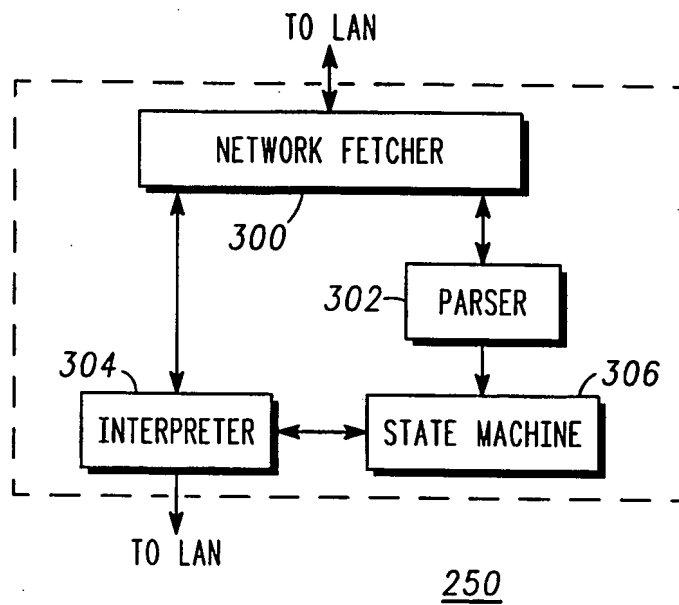 TO LAN
NETWORK FETCHER
300
302
PARSER
304
306
INTERPRETER
STATE MACHINE
TO LAN
250